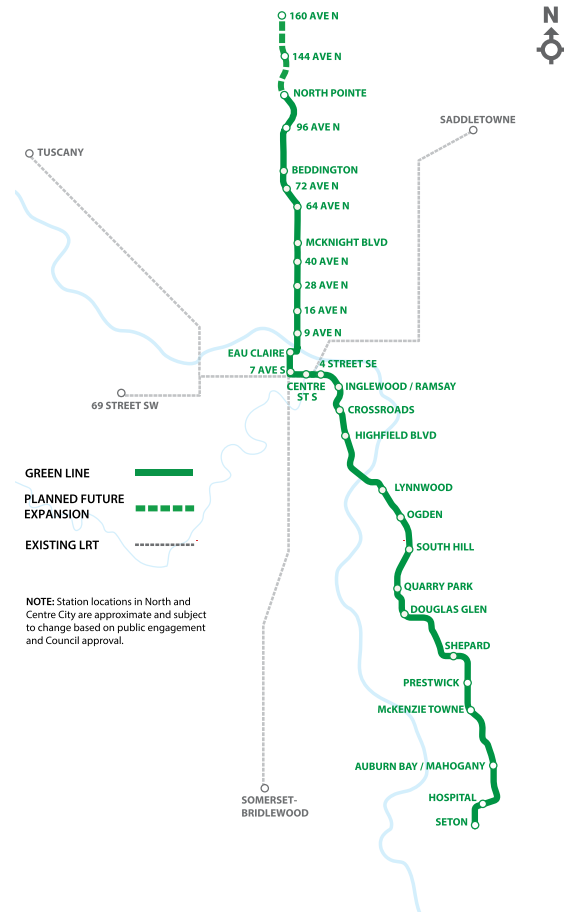 160 AVE N
N
144 AVE N
NORTH POINTE
SADDLETOWNE
96 AVE N
TUSCANY
BEDDINGTON
72 AVE N
64 AVE N
MCKNIGHT BLVD
40 AVE N
28 AVE N
16 AVE N
9 AVE N
EAU CLAIRE
4 STREET SE
7 AVE S
CENTRE
ST S
INGLEWOOD / RAMSAY
69 STREET SW
CROSSROADS
HIGHFIELD BLVD
GREEN LINE
LYNNWOOD
PLANNED FUTURE
EXPANSION
OGDEN
EXISTING LRT
SOUTH HILL
QUARRY PARK
NOTE: Station locations in North and
Centre City are approximate and subject
to change based on public engagement
and Council approval.
DOUGLAS GLEN
SHEPARD
PRESTWICK
McKENZIE TOWNE
AUBURN BAY / MAHOGANY
HOSPITAL
SOMERSET-
BRIDLEWOOD
SETON